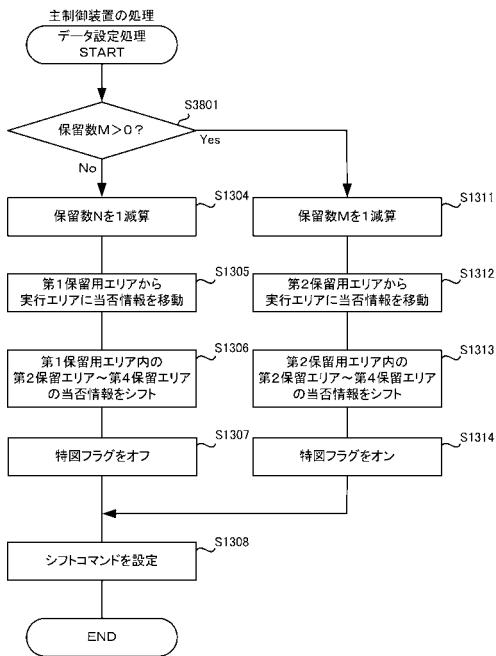 主制御装置の処理
データ設定処理
START
S3801
保留数M>0?
Yes
No
S1304
保留数Nを1減算
S1311
保留数Mを1減算
S1305
第1保留用エリアから
実行エリアに当否情報を移動
S1312
第2保留用エリアから
実行エリアに当否情報を移動
S1306
第1保留用エリア内の
第2保留エリア~第4保留エリア
の当否情報をシフト
S1313
第2保留用エリア内の
第2保留エリア~第4保留エリア
の当否情報をシフト
S1307
特図フラグをオフ
S1314
特図フラグをオン
S1308
シフトコマンドを設定
END